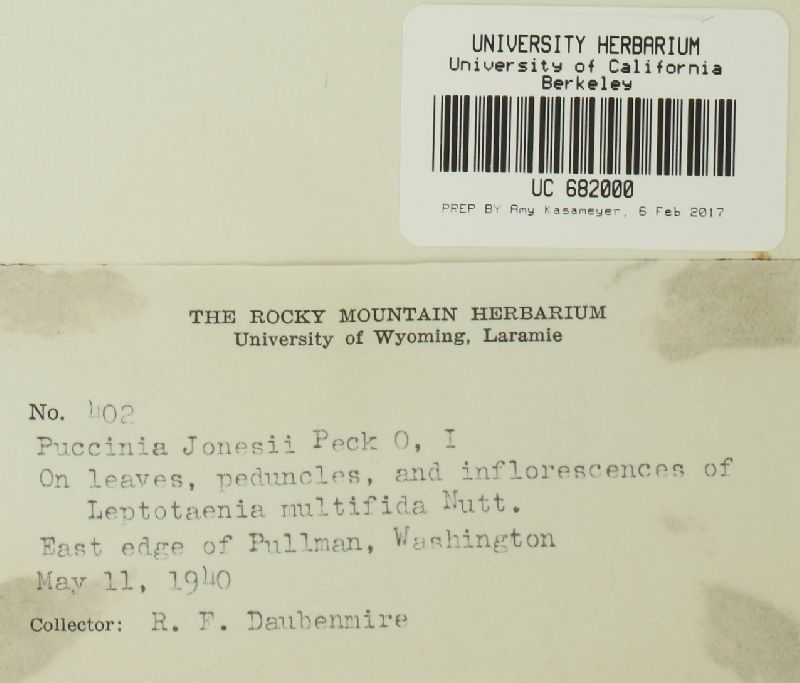 UNIVERSITY HERBARIUM
University of California
Berkeley
UC 682000
PREP BY Amy Kasameyer, 6 Feb 2017
THE ROCKY MOUNTAIN HERBARIUM
University of Wyoming, Laramie
No. 402
Puccinia Jonesii Peck O, I
On leaves, peduncles, and inflorescences of
Leptotaenia multifida Nutt.
East edge of Pullman, Washington
May 11, 1940
Collector: R. F. Daubenmire